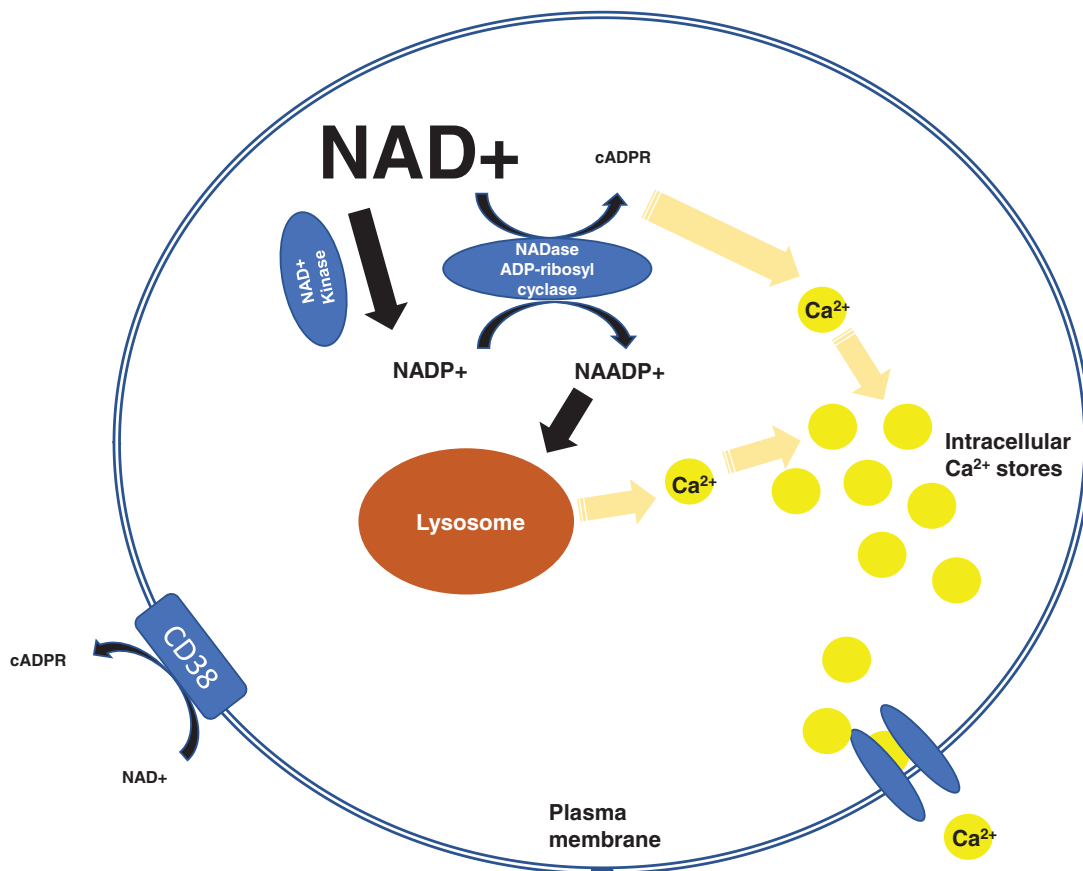 NAD+
cADPR
NAD+
Kinase
NADase
ADP-ribosyl
cyclase
Ca²⁺
NADP+
NAADP+
Intracellular
Ca²⁺ stores
Ca²⁺
Lysosome
CD38
cADPR
NAD+
Plasma
membrane
Ca²⁺